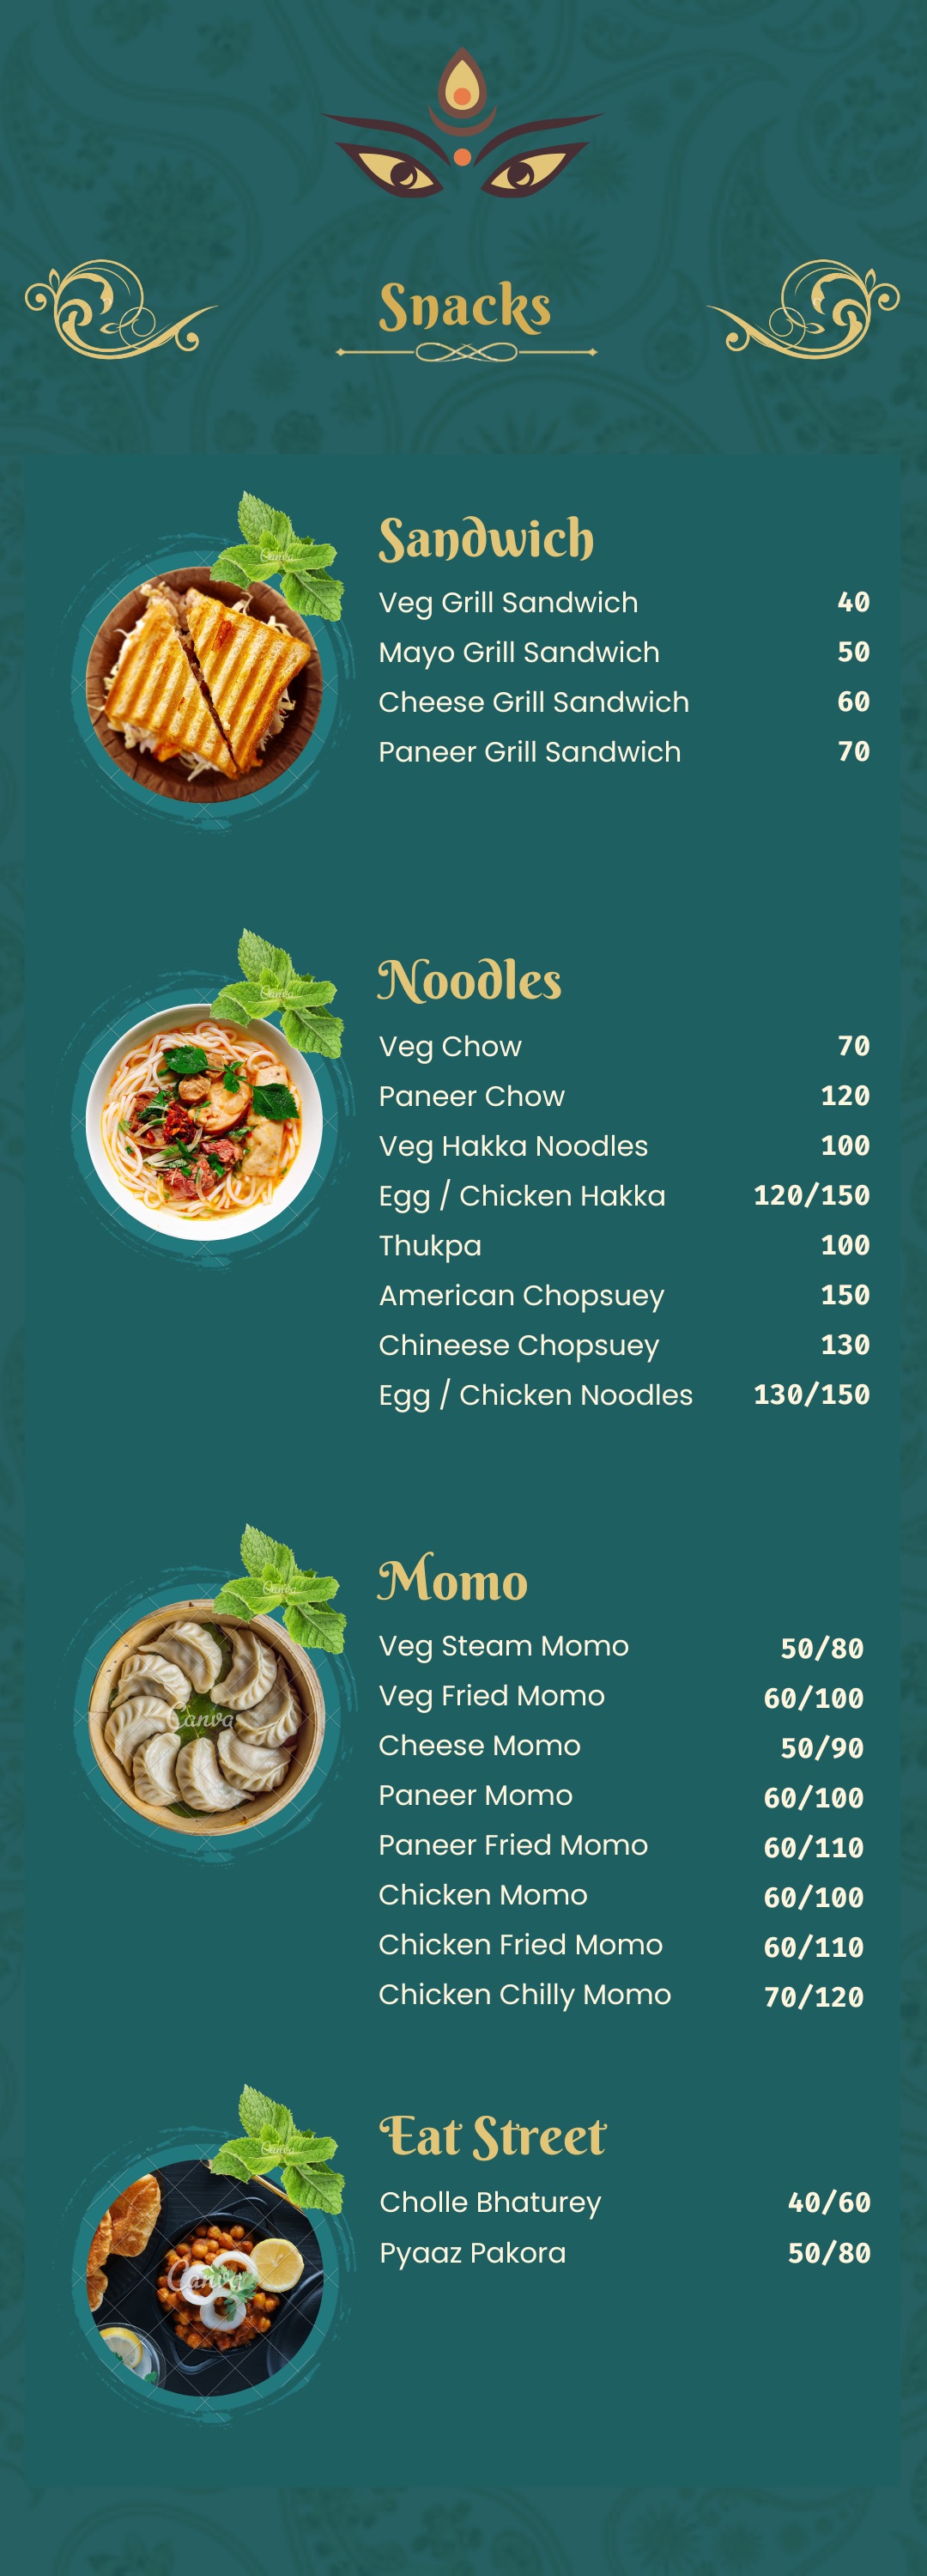 Snacks
Sandwich
Veg Grill Sandwich 40
Mayo Grill Sandwich 50
Cheese Grill Sandwich 60
Paneer Grill Sandwich 70
Noodles
Veg Chow 70
Paneer Chow 120
Veg Hakka Noodles 100
Egg / Chicken Hakka 120/150
Thukpa 100
American Chopsuey 150
Chineese Chopsuey 130
Egg / Chicken Noodles 130/150
Momo
Veg Steam Momo 50/80
Veg Fried Momo 60/100
Cheese Momo 50/90
Paneer Momo 60/100
Paneer Fried Momo 60/110
Chicken Momo 60/100
Chicken Fried Momo 60/110
Chicken Chilly Momo 70/120
Canva
Eat Street
Cholle Bhaturey 40/60
Pyaaz Pakora 50/80
Canva